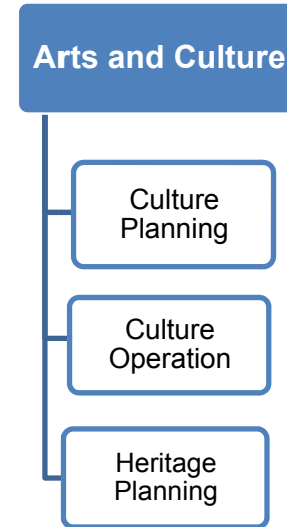 Arts and Culture
Culture
Planning
Culture
Operation
Heritage
Planning